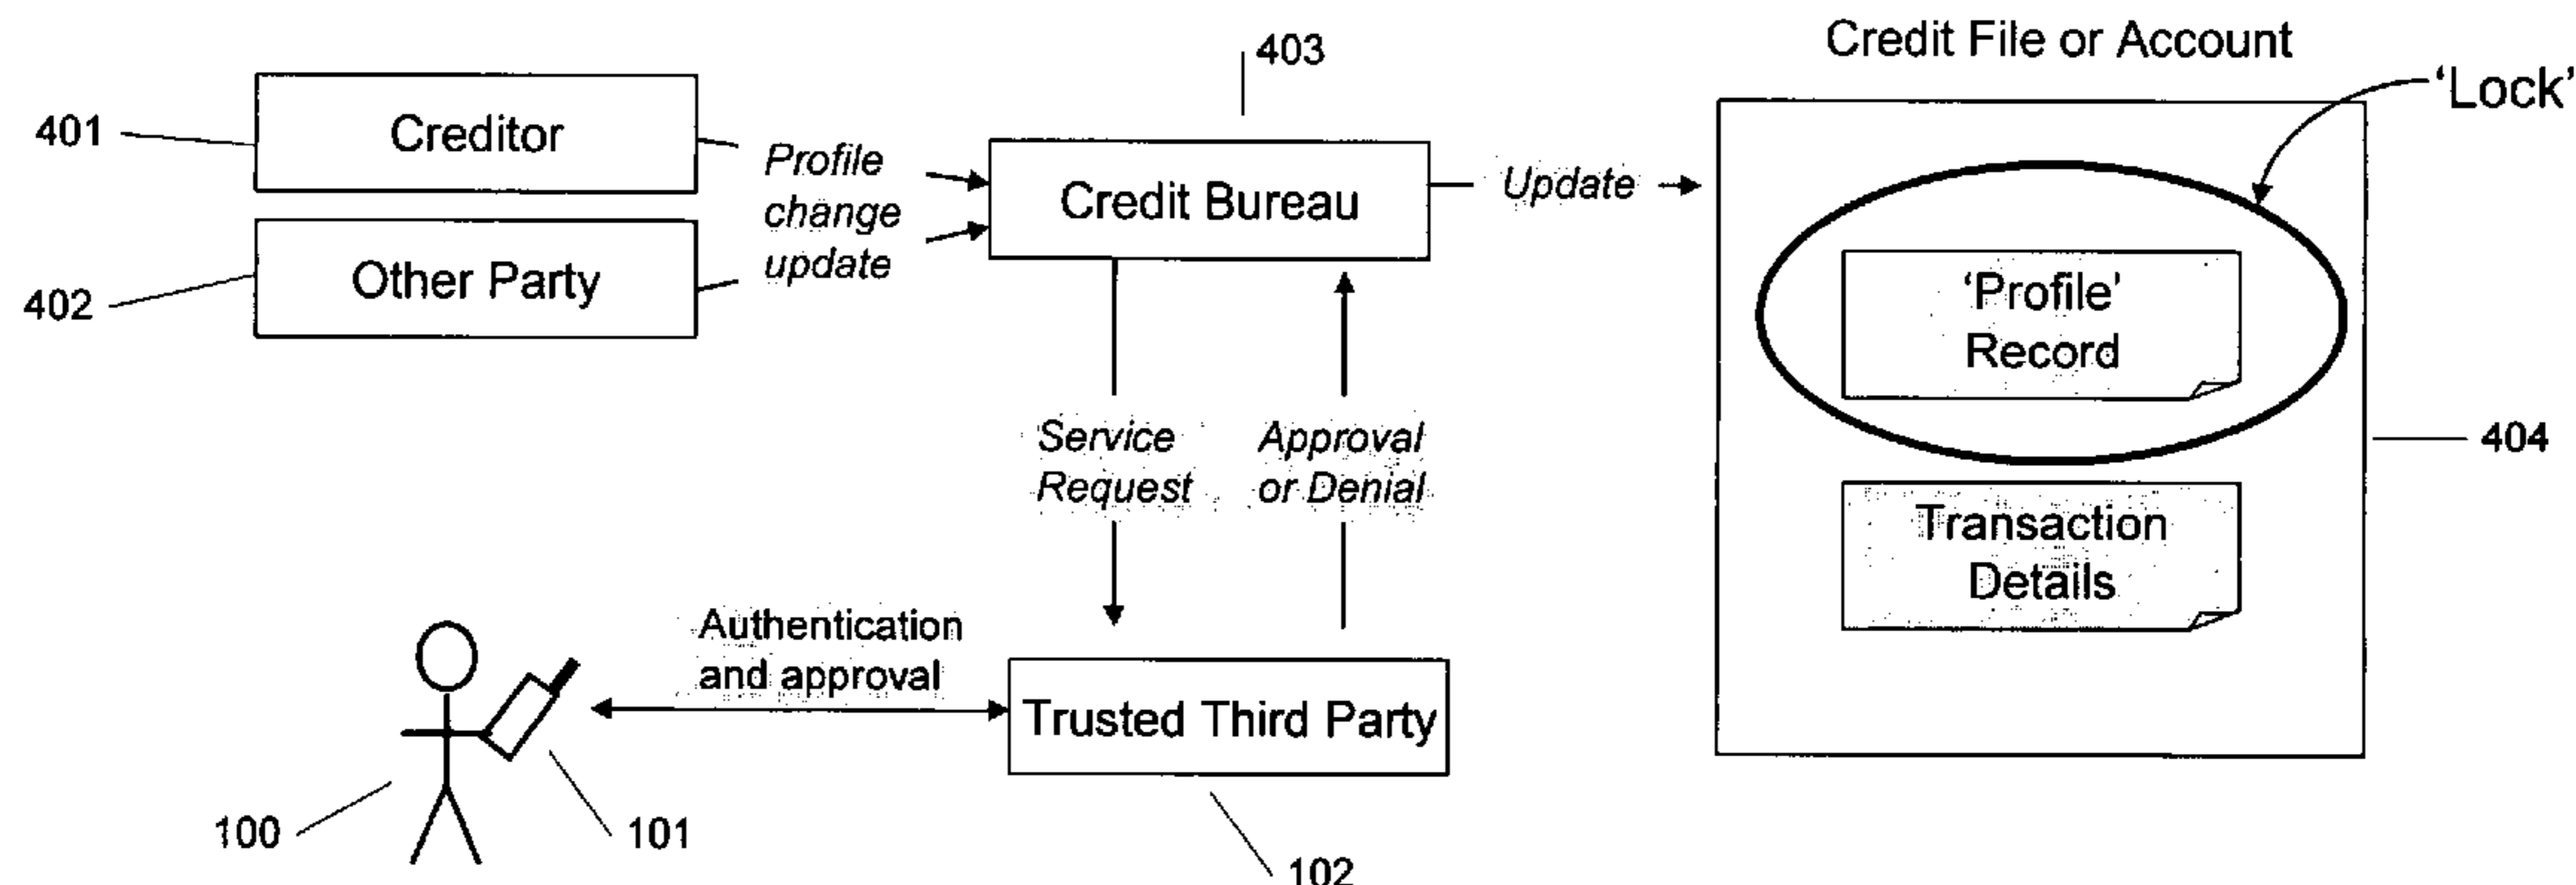 403
Credit File or Account
'Lock'
401
Creditor
Profile
change
update
Credit Bureau
Update
402
Other Party
'Profile'
Record
404
Service
Request
Approval
or Denial
Transaction
Details
Authentication
and approval
Trusted Third Party
100
101
102